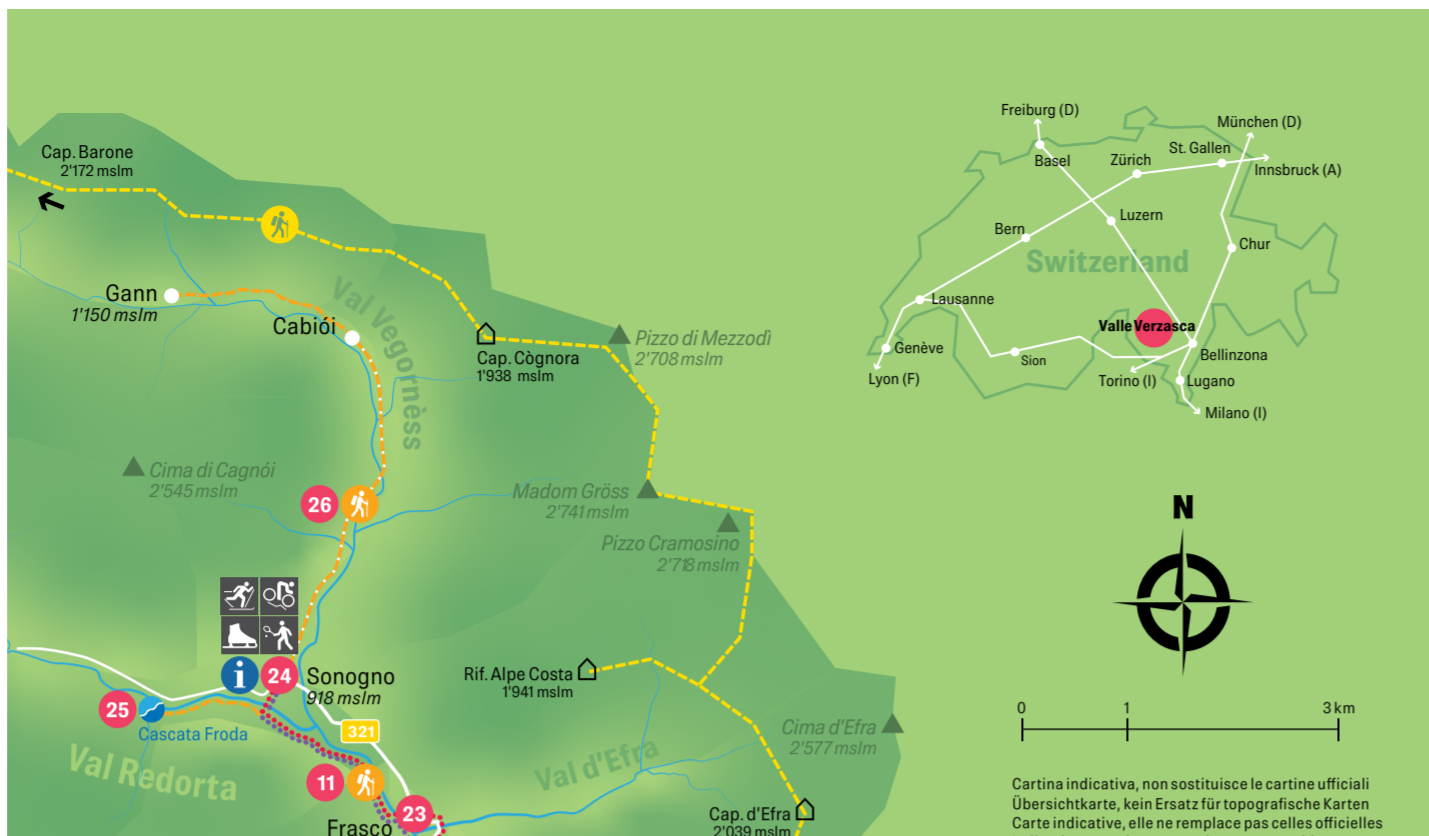 Cap. Barone
2'172 mslm
Gann
1'150 mslm
Cabiói
Val Vegornèss
Cap. Cògnora
1'938 mslm
Pizzo di Mezzodì
2'708 mslm
Cima di Cagnói
2'545 mslm
26
Madom Gröss
2'741 mslm
Pizzo Cramosino
2'718 mslm
i
24
Sonogno
918 mslm
25
Cascata Froda
Val Redorta
321
11
23
Frasco
Rif. Alpe Costa
1'941 mslm
Val d'Efra
Cima d'Efra
2'577 mslm
Cap. d'Efra
2'039 mslm
Freiburg (D)
München (D)
Basel
Zürich
St. Gallen
Innsbruck (A)
Luzern
Bern
Chur
Switzerland
Lausanne
Valle Verzasca
Genève
Sion
Bellinzona
Lyon (F)
Torino (I)
Lugano
Milano (I)
N
0 1 3 km
Cartina indicativa, non sostituisce le cartine ufficiali
Übersichtkarte, kein Ersatz für topografische Karten
Carte indicative, elle ne remplace pas celles officielles